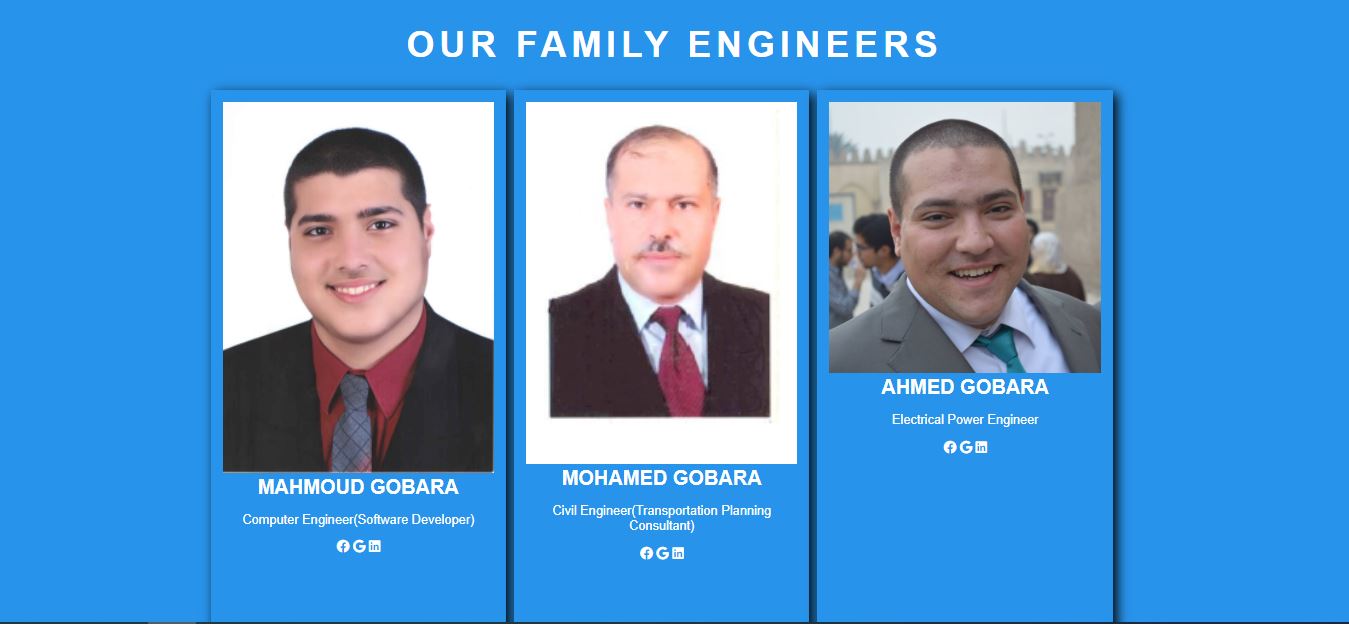 OUR FAMILY ENGINEERS
MAHMOUD GOBARA
Computer Engineer(Software Developer)
MOHAMED GOBARA
Civil Engineer(Transportation Planning
Consultant)
AHMED GOBARA
Electrical Power Engineer